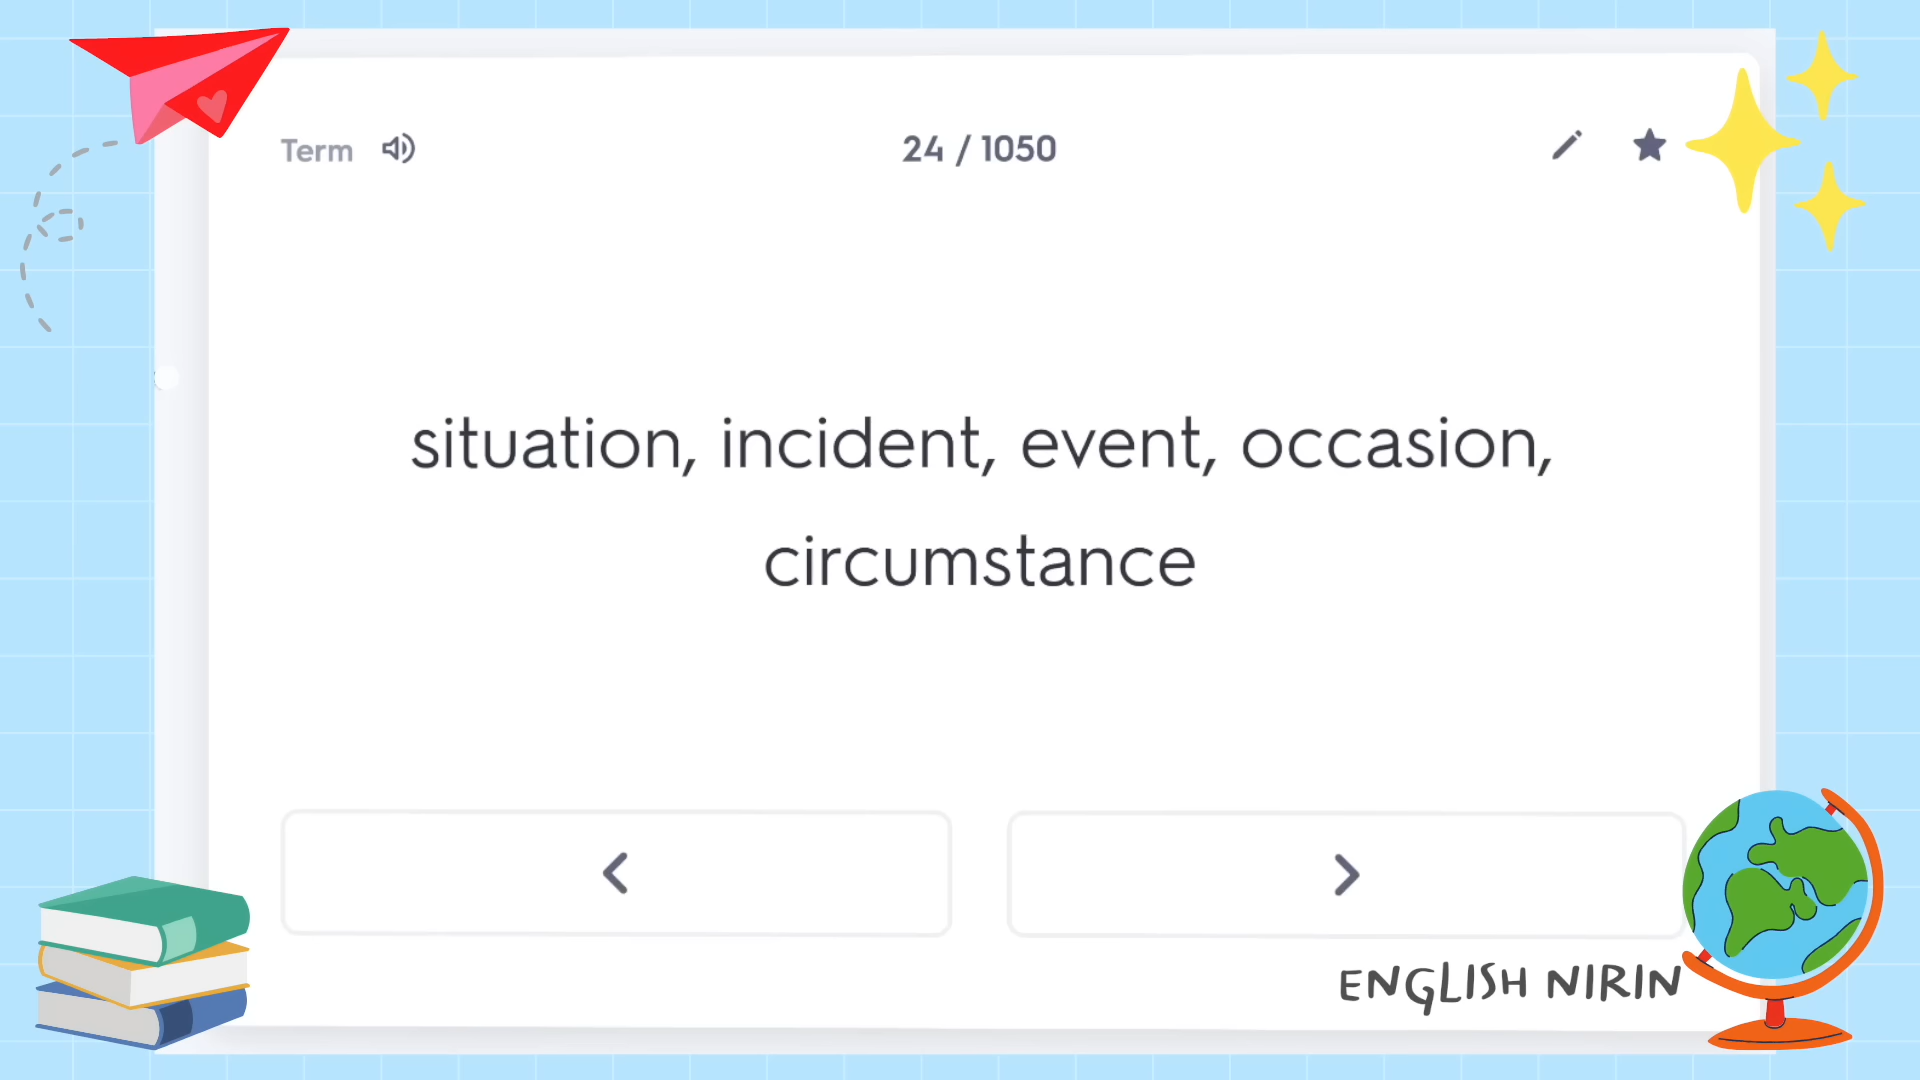 Term
24 / 1050
situation, incident, event, occasion,
circumstance
ENGLISH NIRIN